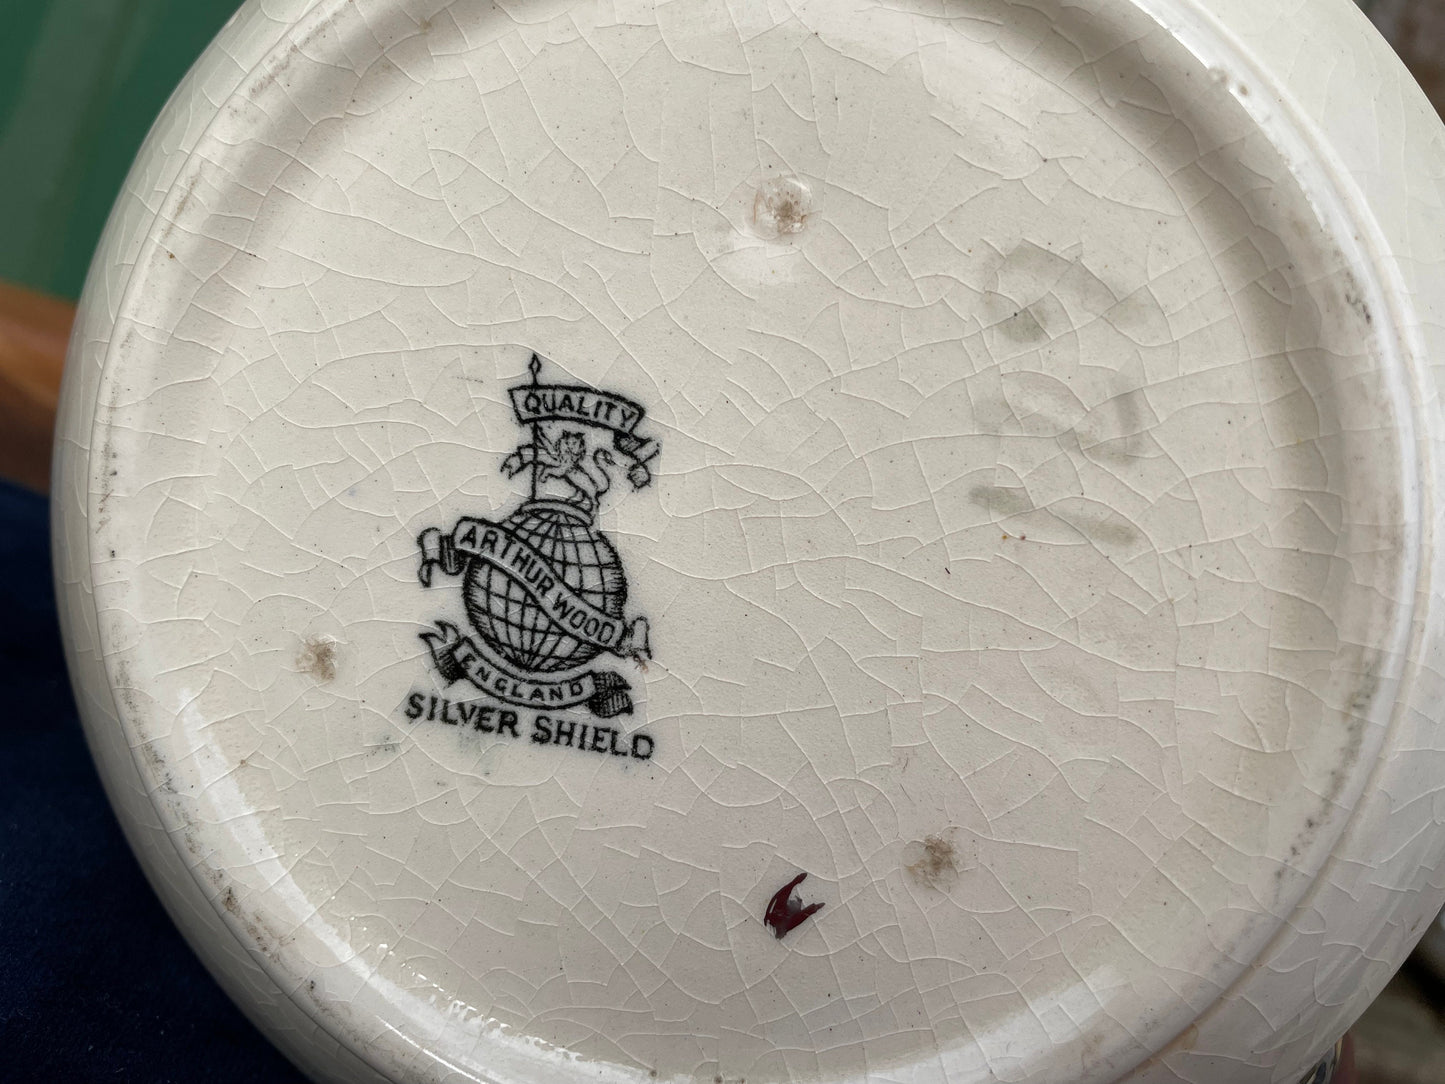 QUALITY
ARTHUR WOOD
ENGLAND
SILVER SHIELD